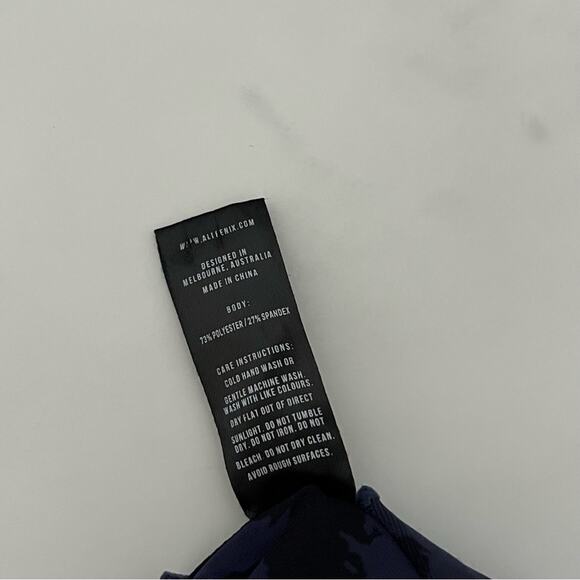 WWW.ALLFENIX.COM
DESIGNED IN
MELBOURNE, AUSTRALIA
MADE IN CHINA
BODY:
73% POLYESTER / 27% SPANDEX
CARE INSTRUCTIONS:
COLD HAND WASH OR
GENTLE MACHINE WASH.
WASH WITH LIKE COLOURS.
DRY FLAT OUT OF DIRECT
SUNLIGHT. DO NOT TUMBLE
DRY. DO NOT IRON. DO NOT
BLEACH. DO NOT DRY CLEAN.
AVOID ROUGH SURFACES.